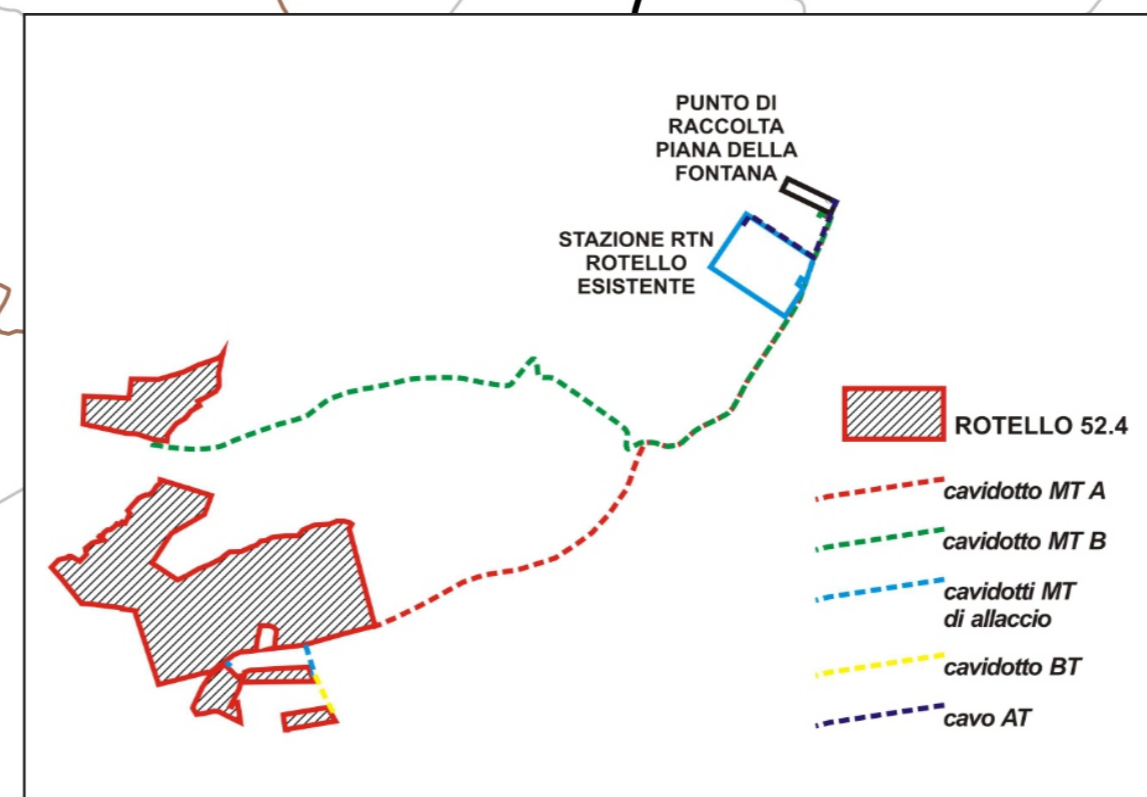 PUNTO DI
RACCOLTA
PIANA DELLA
FONTANA
STAZIONE RTN
ROTELLO
ESISTENTE
ROTELLO 52.4
cavidotto MT A
cavidotto MT B
cavidotti MT
di allaccio
cavidotto BT
cavo AT